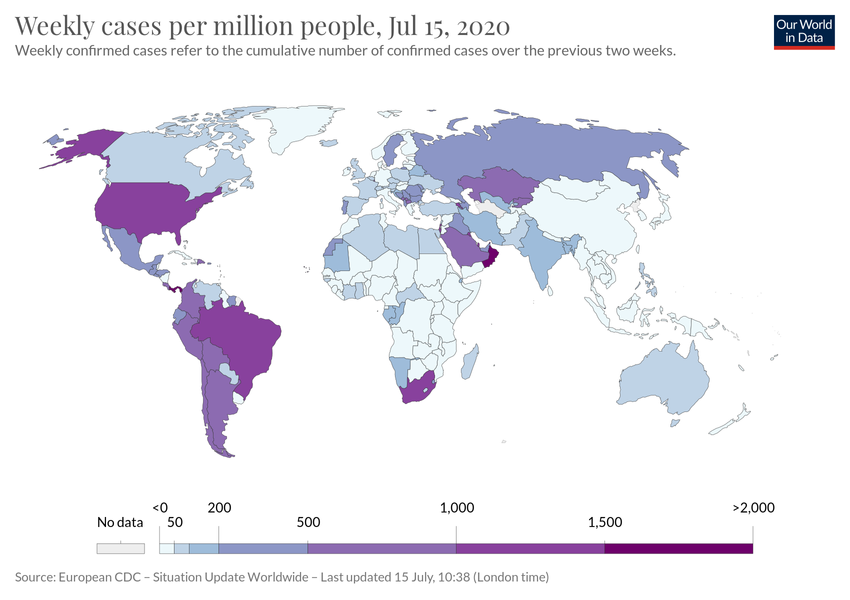 Weekly cases per million people, Jul 15, 2020
Our World
in Data
Weekly confirmed cases refer to the cumulative number of confirmed cases over the previous two weeks.
<0 200 1,000 >2,000
No data 50 500 1,500
Source: European CDC – Situation Update Worldwide – Last updated 15 July, 10:38 (London time)